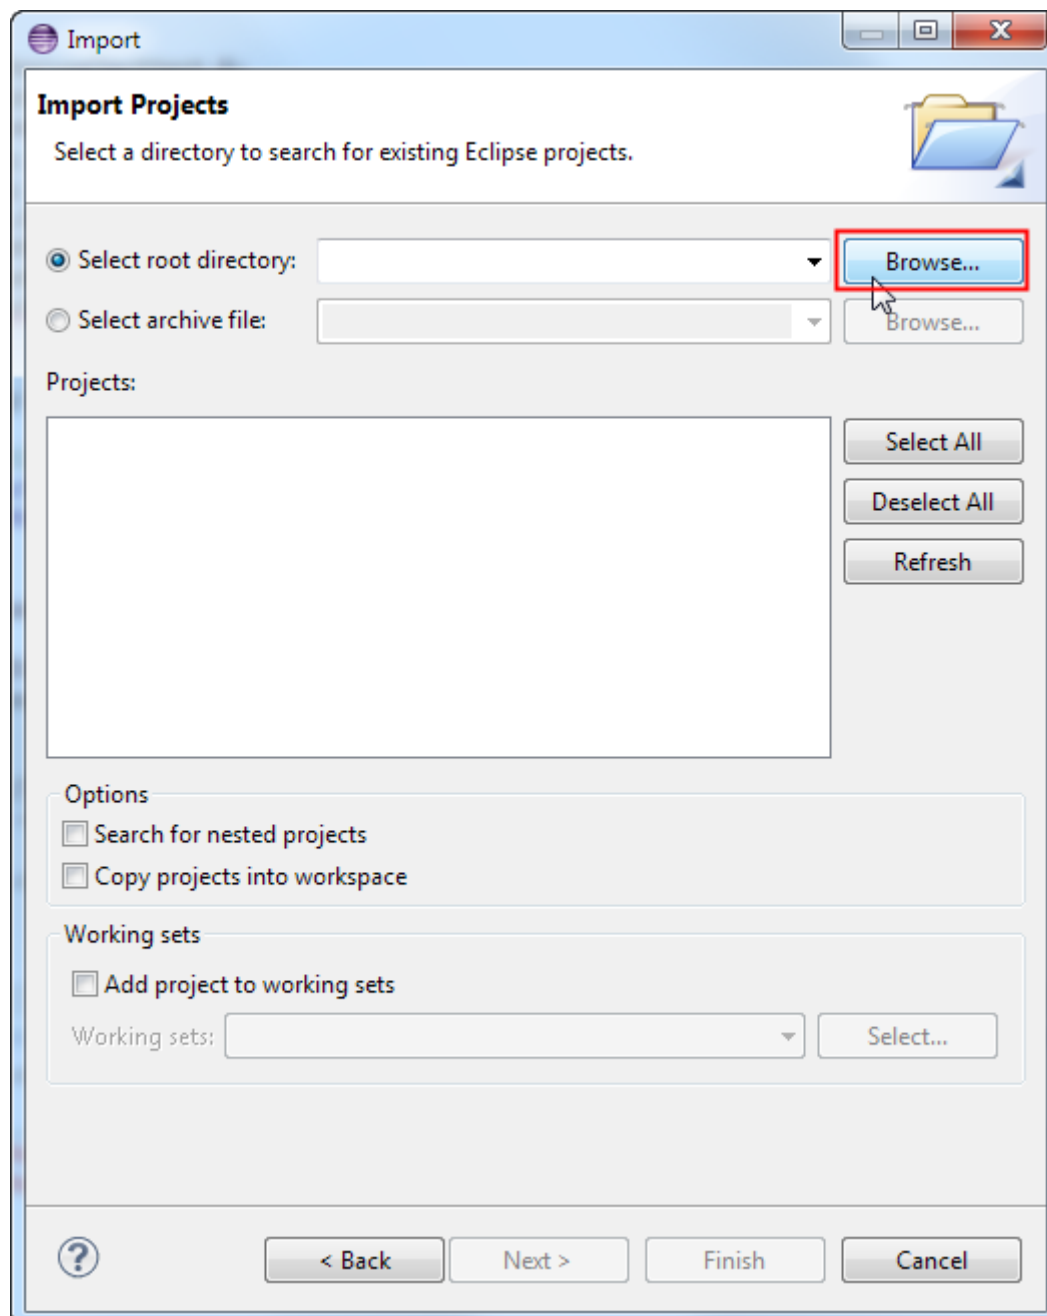 Import
Import Projects
Select a directory to search for existing Eclipse projects.
Select root directory: Browse...
Select archive file: Browse...
Projects:
Select All
Deselect All
Refresh
Options
Search for nested projects
Copy projects into workspace
Working sets
Add project to working sets
Working sets: Select...
? < Back Next > Finish Cancel